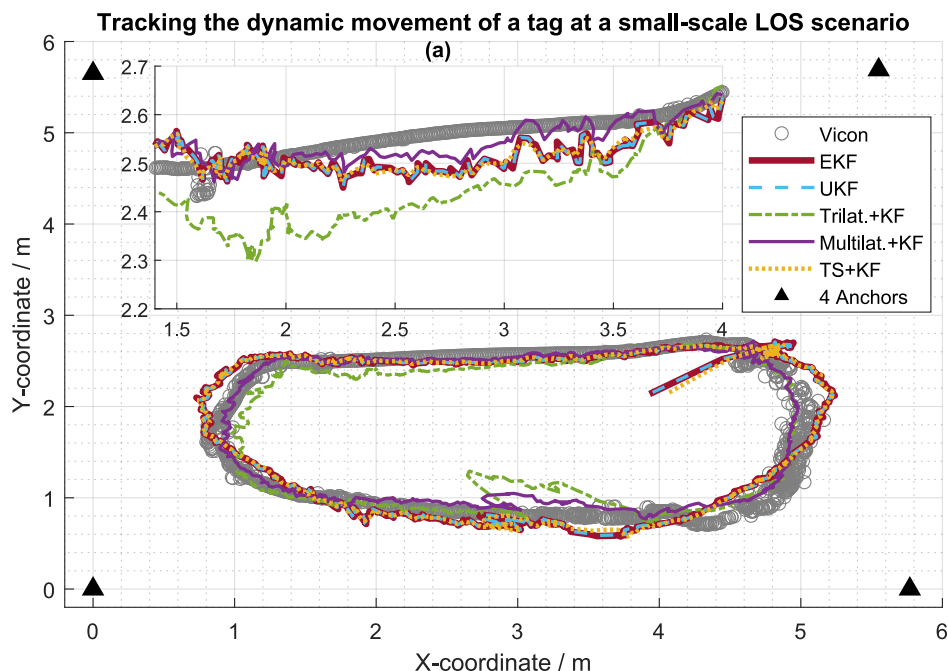 Tracking the dynamic movement of a tag at a small-scale LOS scenario
(a)
6
5
4
3
2
1
0
Y-coordinate / m
2.7
2.6
2.5
2.4
2.3
2.2
1.5
2
2.5
3
3.5
4
Vicon
EKF
UKF
Trilat.+KF
Multilat.+KF
TS+KF
4 Anchors
0
1
2
3
4
5
6
X-coordinate / m